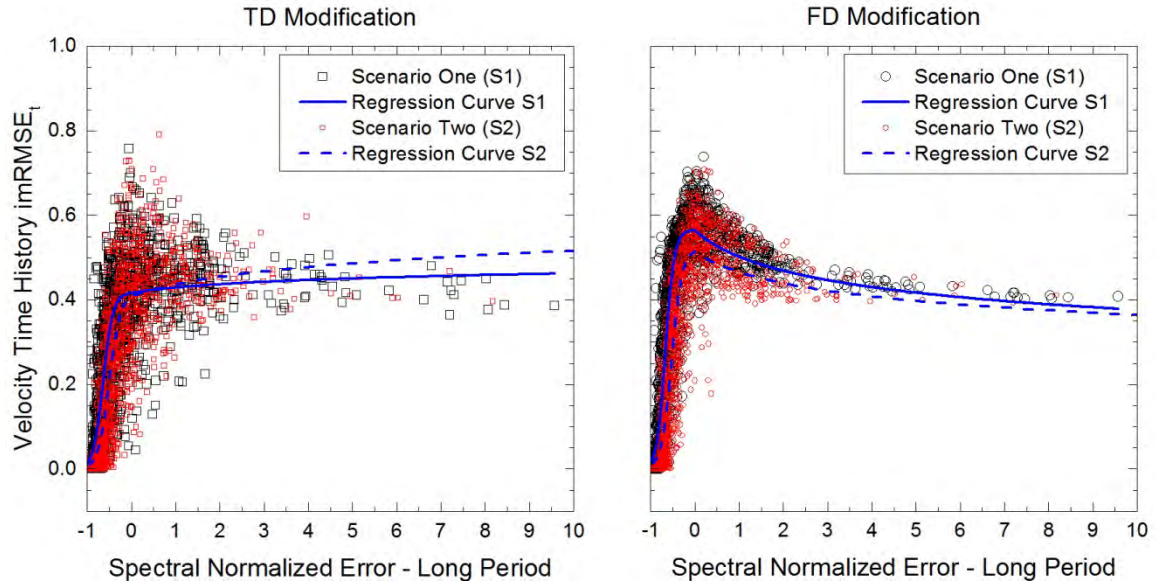 TD Modification
FD Modification
Velocity Time History imRMSE_t
1.0
0.8
0.6
0.4
0.2
0.0
Scenario One (S1)
Regression Curve S1
Scenario Two (S2)
Regression Curve S2
Scenario One (S1)
Regression Curve S1
Scenario Two (S2)
Regression Curve S2
-1 0 1 2 3 4 5 6 7 8 9 10
-1 0 1 2 3 4 5 6 7 8 9 10
Spectral Normalized Error - Long Period
Spectral Normalized Error - Long Period